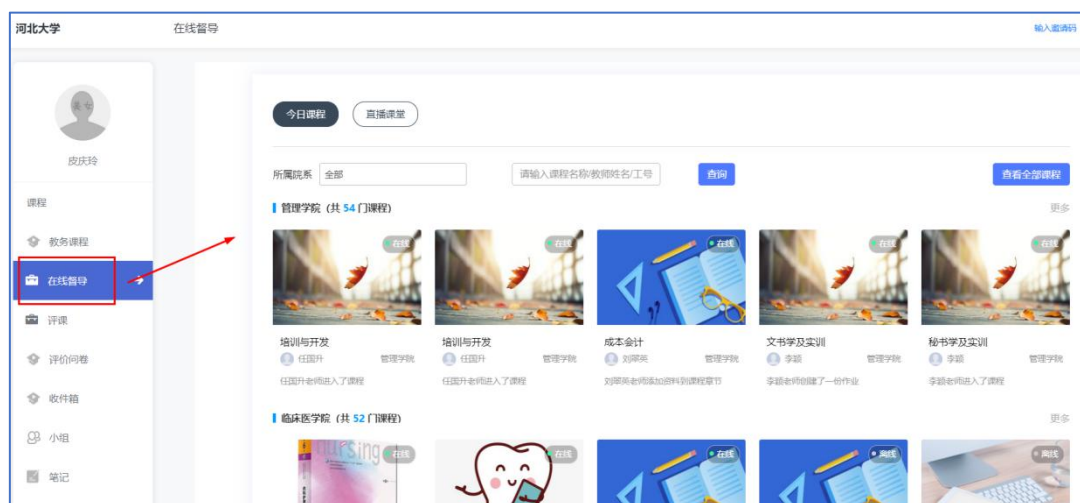 河北大学 在线督导 输入邀请码
美女
皮庆玲
课程
教务课程
在线督导
评课
评价问卷
收件箱
小组
笔记
今日课程 直播课堂
所属院系 全部 请输入课程名称/教师姓名/工号 查询 查看全部课程
管理学院 (共 54 门课程) 更多
在线 在线 在线 在线 在线
培训与开发 培训与开发 成本会计 文书学及实训 秘书学及实训
任国升 管理学院 任国升 管理学院 刘翠英 管理学院 李颖 管理学院 李颖 管理学院
任国升老师进入了课程 任国升老师进入了课程 刘翠英老师添加资料到课程章节 李颖老师创建了一份作业 李颖老师进入了课程
临床医学院 (共 52 门课程) 更多
nursing 在线 在线 在线 离线 离线